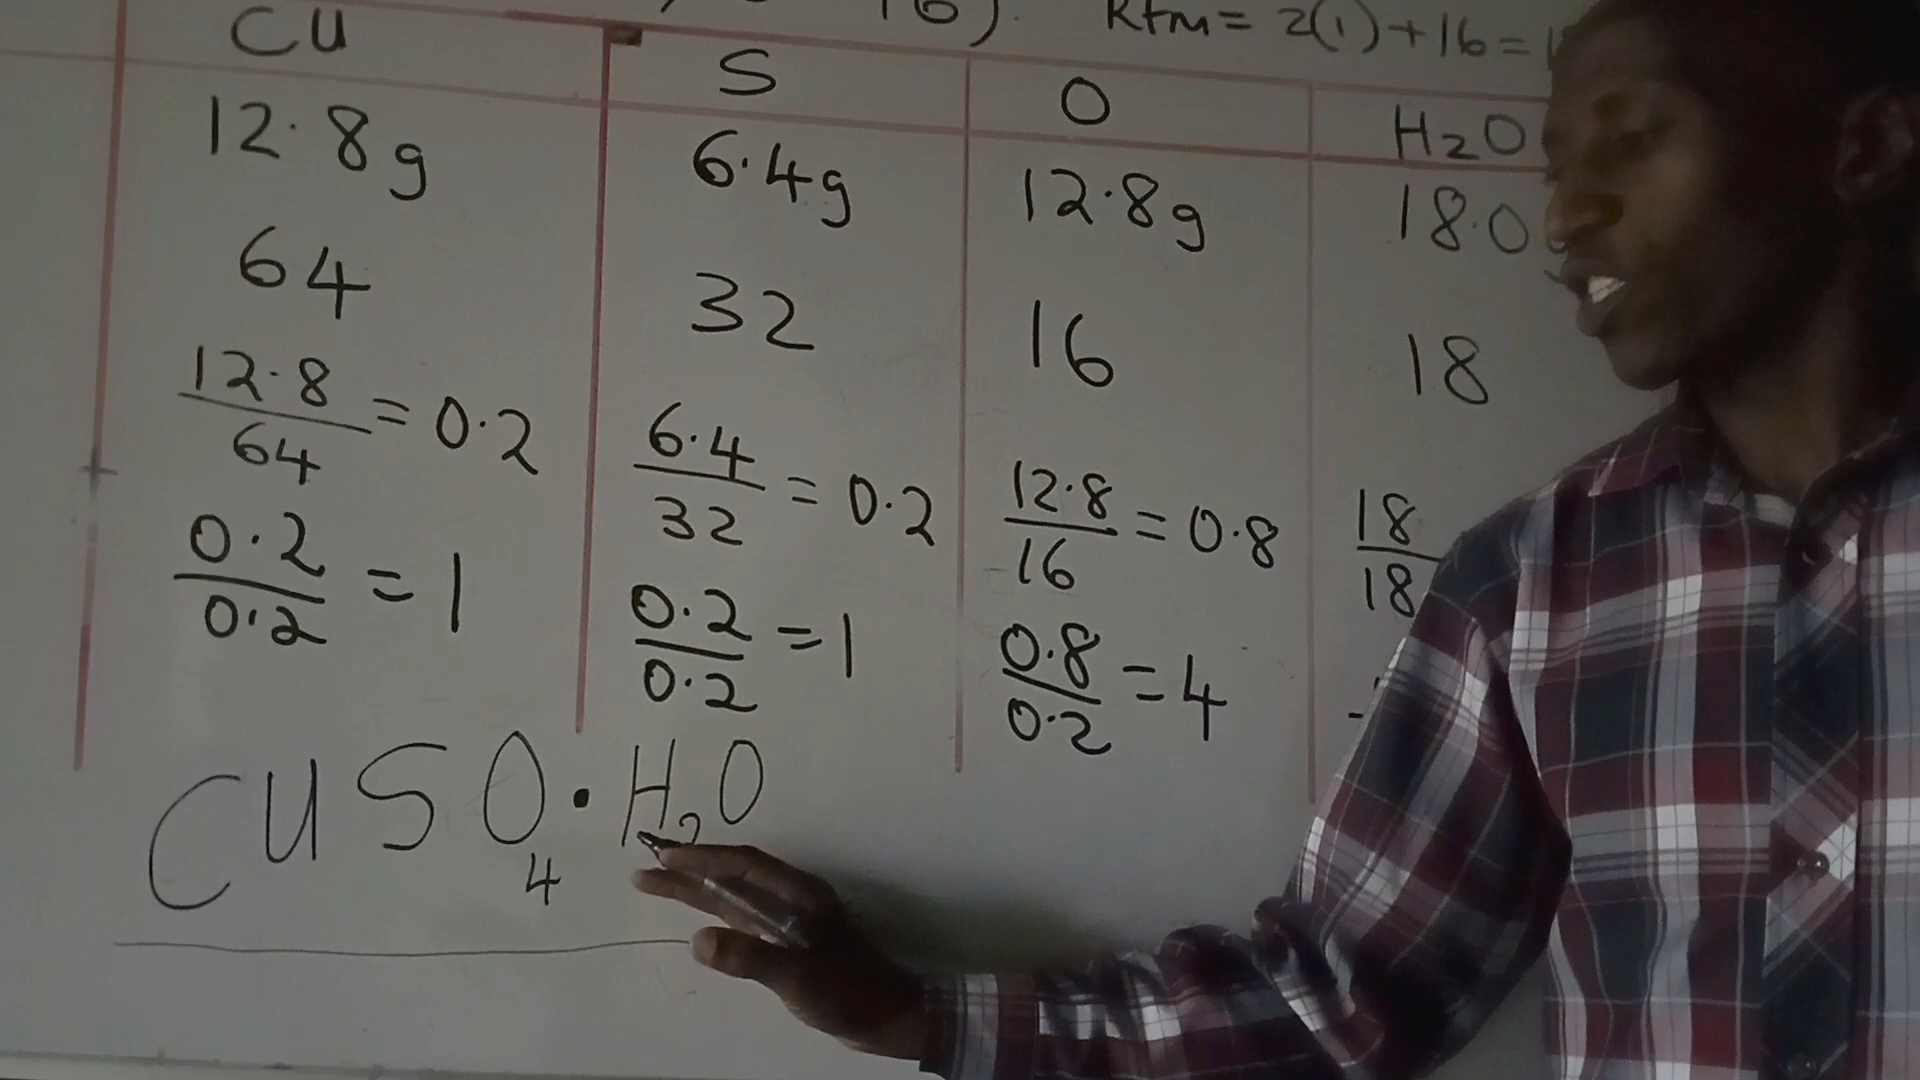 16). Rfm = 2(1)+16=1
Cu S O H2O
12.8g 6.4g 12.8g 18.0
64 32 16 18
12.8/64 = 0.2 6.4/32 = 0.2 12.8/16 = 0.8 18/18
0.2/0.2 = 1 0.2/0.2 = 1 0.8/0.2 = 4
CuSO4·H2O